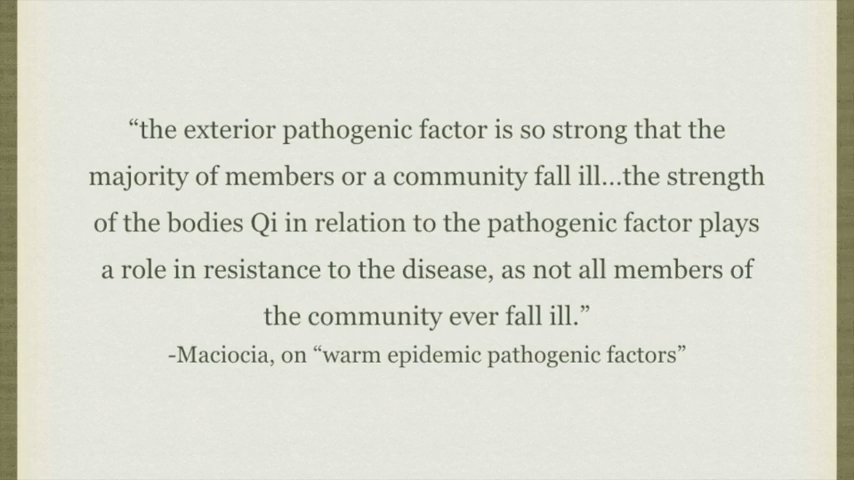 “the exterior pathogenic factor is so strong that the
majority of members or a community fall ill...the strength
of the bodies Qi in relation to the pathogenic factor plays
a role in resistance to the disease, as not all members of
the community ever fall ill.”
-Maciocia, on “warm epidemic pathogenic factors”